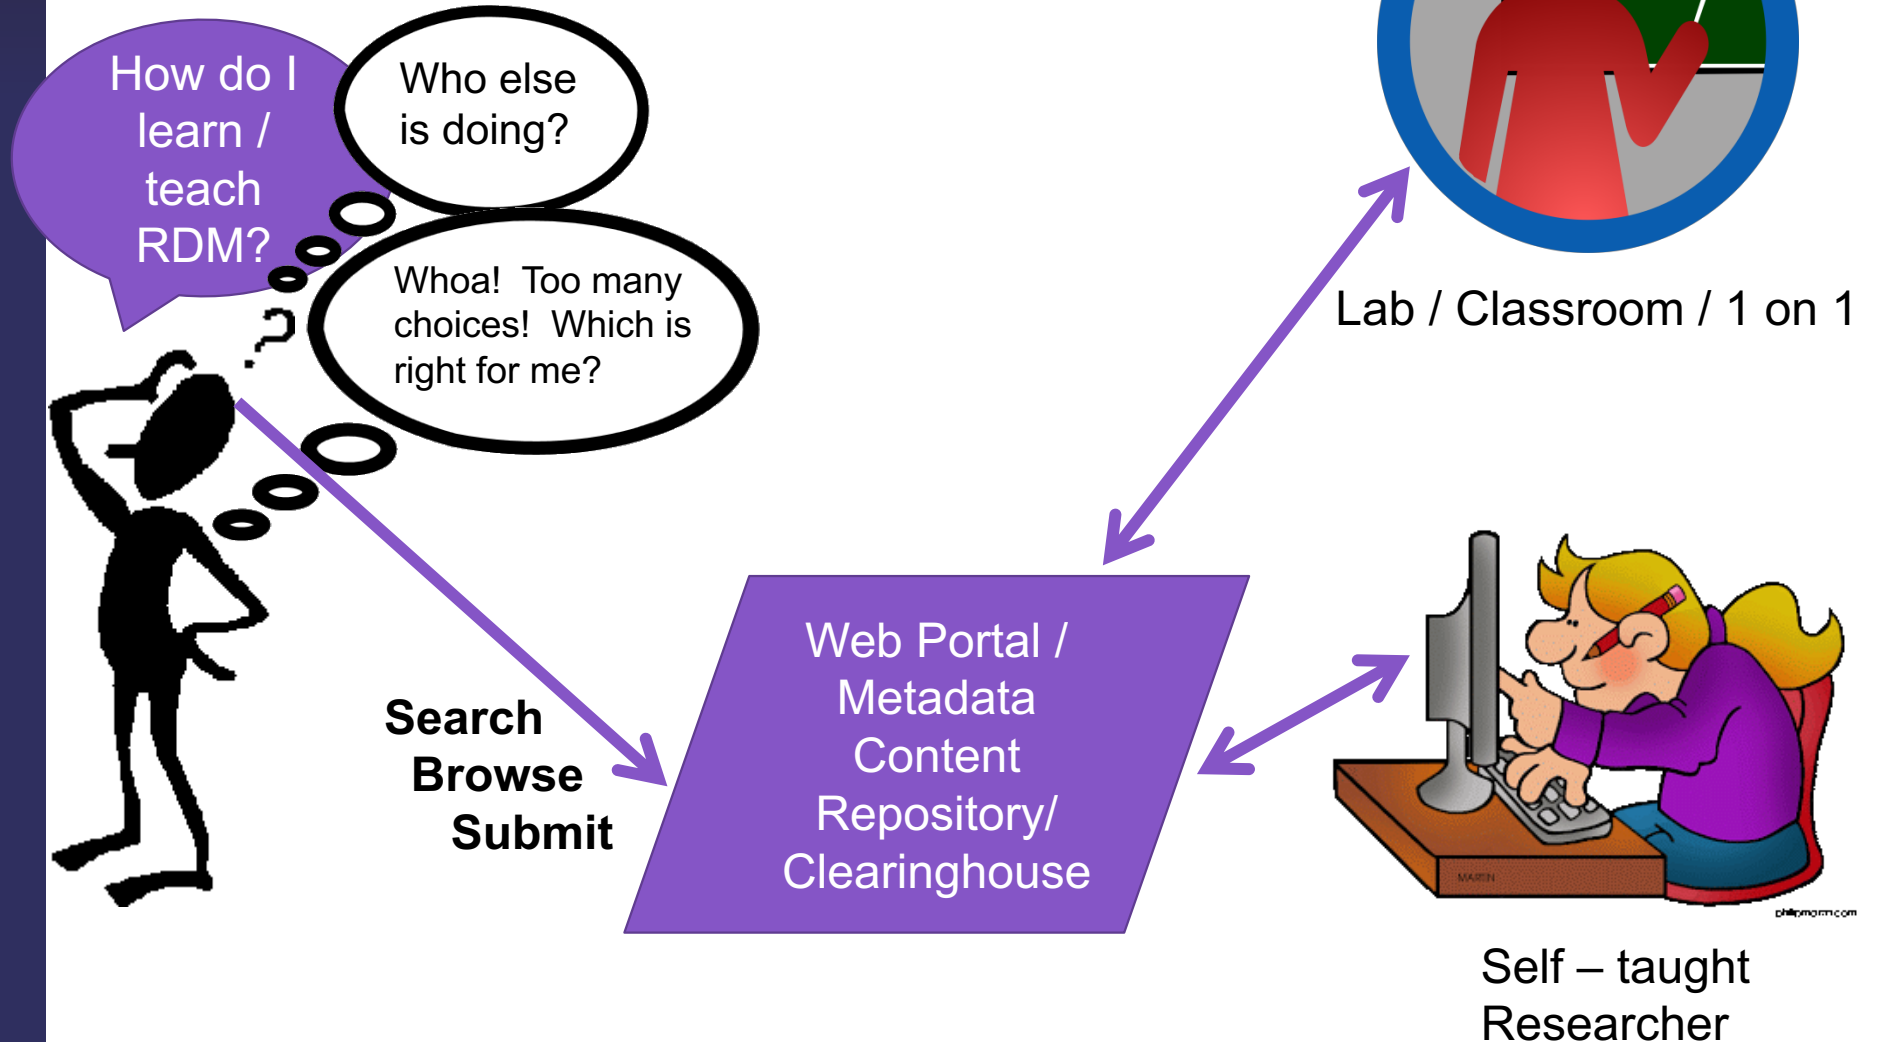 How do I
learn /
teach
RDM?
Who else
is doing?
Whoa!  Too many
choices!  Which is
right for me?
?
Lab / Classroom / 1 on 1
Search
Browse
Submit
Web Portal /
Metadata
Content
Repository/
Clearinghouse
MARTIN
Self – taught
Researcher